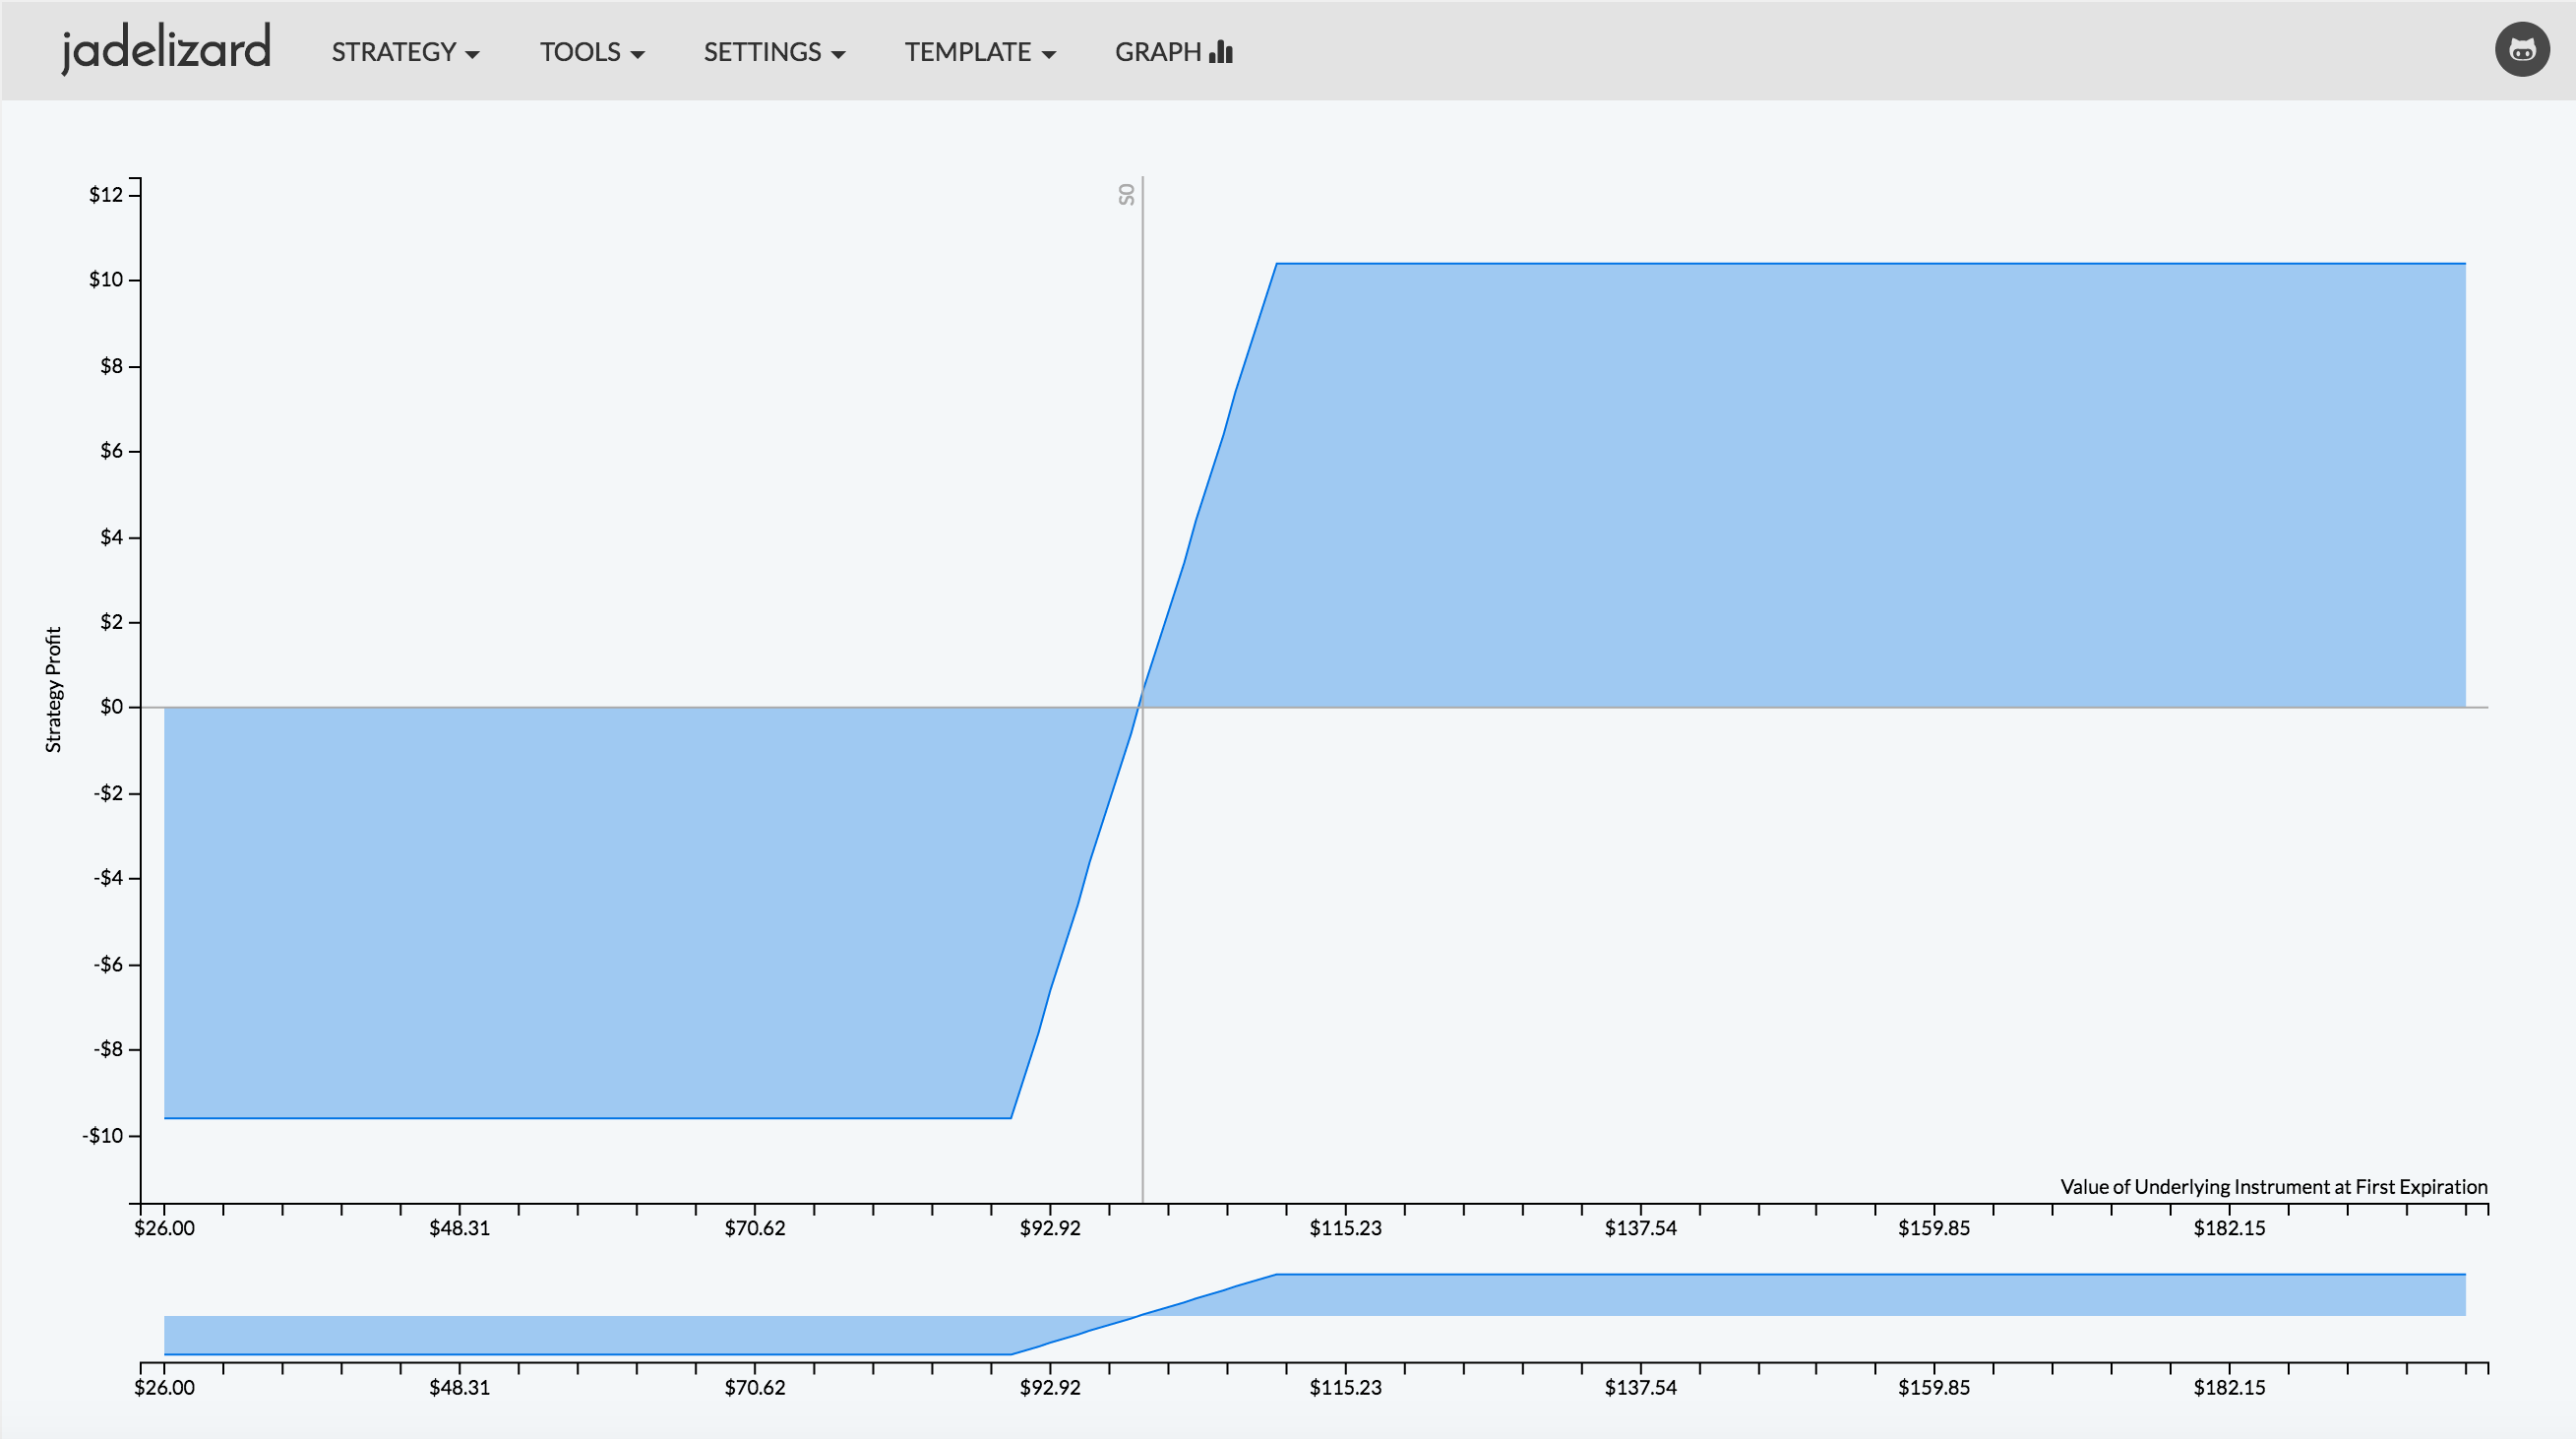 jadelizard STRATEGY TOOLS SETTINGS TEMPLATE GRAPH
$12
S0
$10
$8
$6
$4
$2
$0
Strategy Profit
-$2
-$4
-$6
-$8
-$10
Value of Underlying Instrument at First Expiration
$26.00 $48.31 $70.62 $92.92 $115.23 $137.54 $159.85 $182.15
$26.00 $48.31 $70.62 $92.92 $115.23 $137.54 $159.85 $182.15